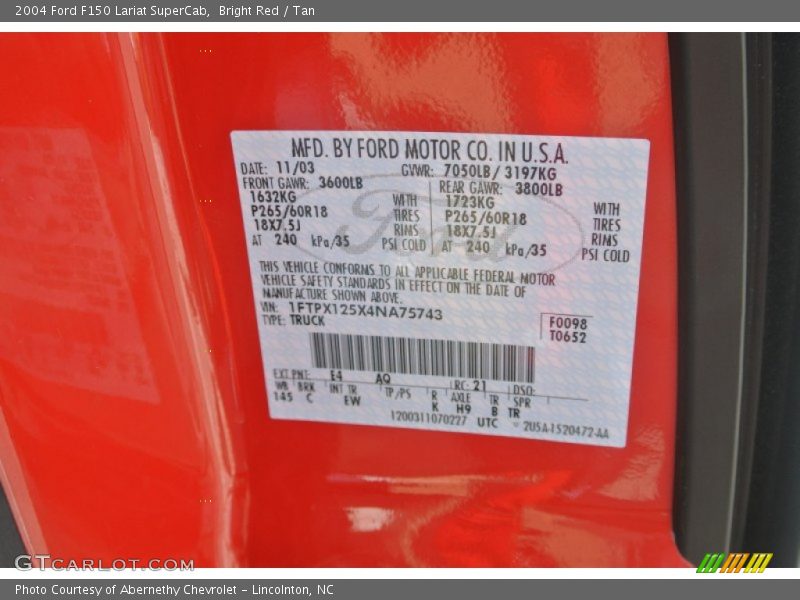 2004 Ford F150 Lariat SuperCab, Bright Red / Tan
MFD. BY FORD MOTOR CO. IN U.S.A.
DATE: 11/03 GVWR: 7050LB / 3197KG
FRONT GAWR: 3600LB REAR GAWR: 3800LB
1632KG WITH 1723KG WITH
P265/60R18 TIRES P265/60R18 TIRES
18X7.5J RIMS 18X7.5J RIMS
AT 240 kPa/35 PSI COLD AT 240 kPa/35 PSI COLD
Ford
THIS VEHICLE CONFORMS TO ALL APPLICABLE FEDERAL MOTOR
VEHICLE SAFETY STANDARDS IN EFFECT ON THE DATE OF
MANUFACTURE SHOWN ABOVE.
VIN: 1FTPX125X4NA75743 F0098
TYPE: TRUCK T0652
EXT PNT: E4 AQ RC: 21 DSO:
WB BRK INT TR TP/PS R AXLE TR SPR
145 C EW K H9 B TR
1200311070227 UTC 2U5A-1520472-AA
GTCARLOT.COM
Photo Courtesy of Abernethy Chevrolet - Lincolnton, NC